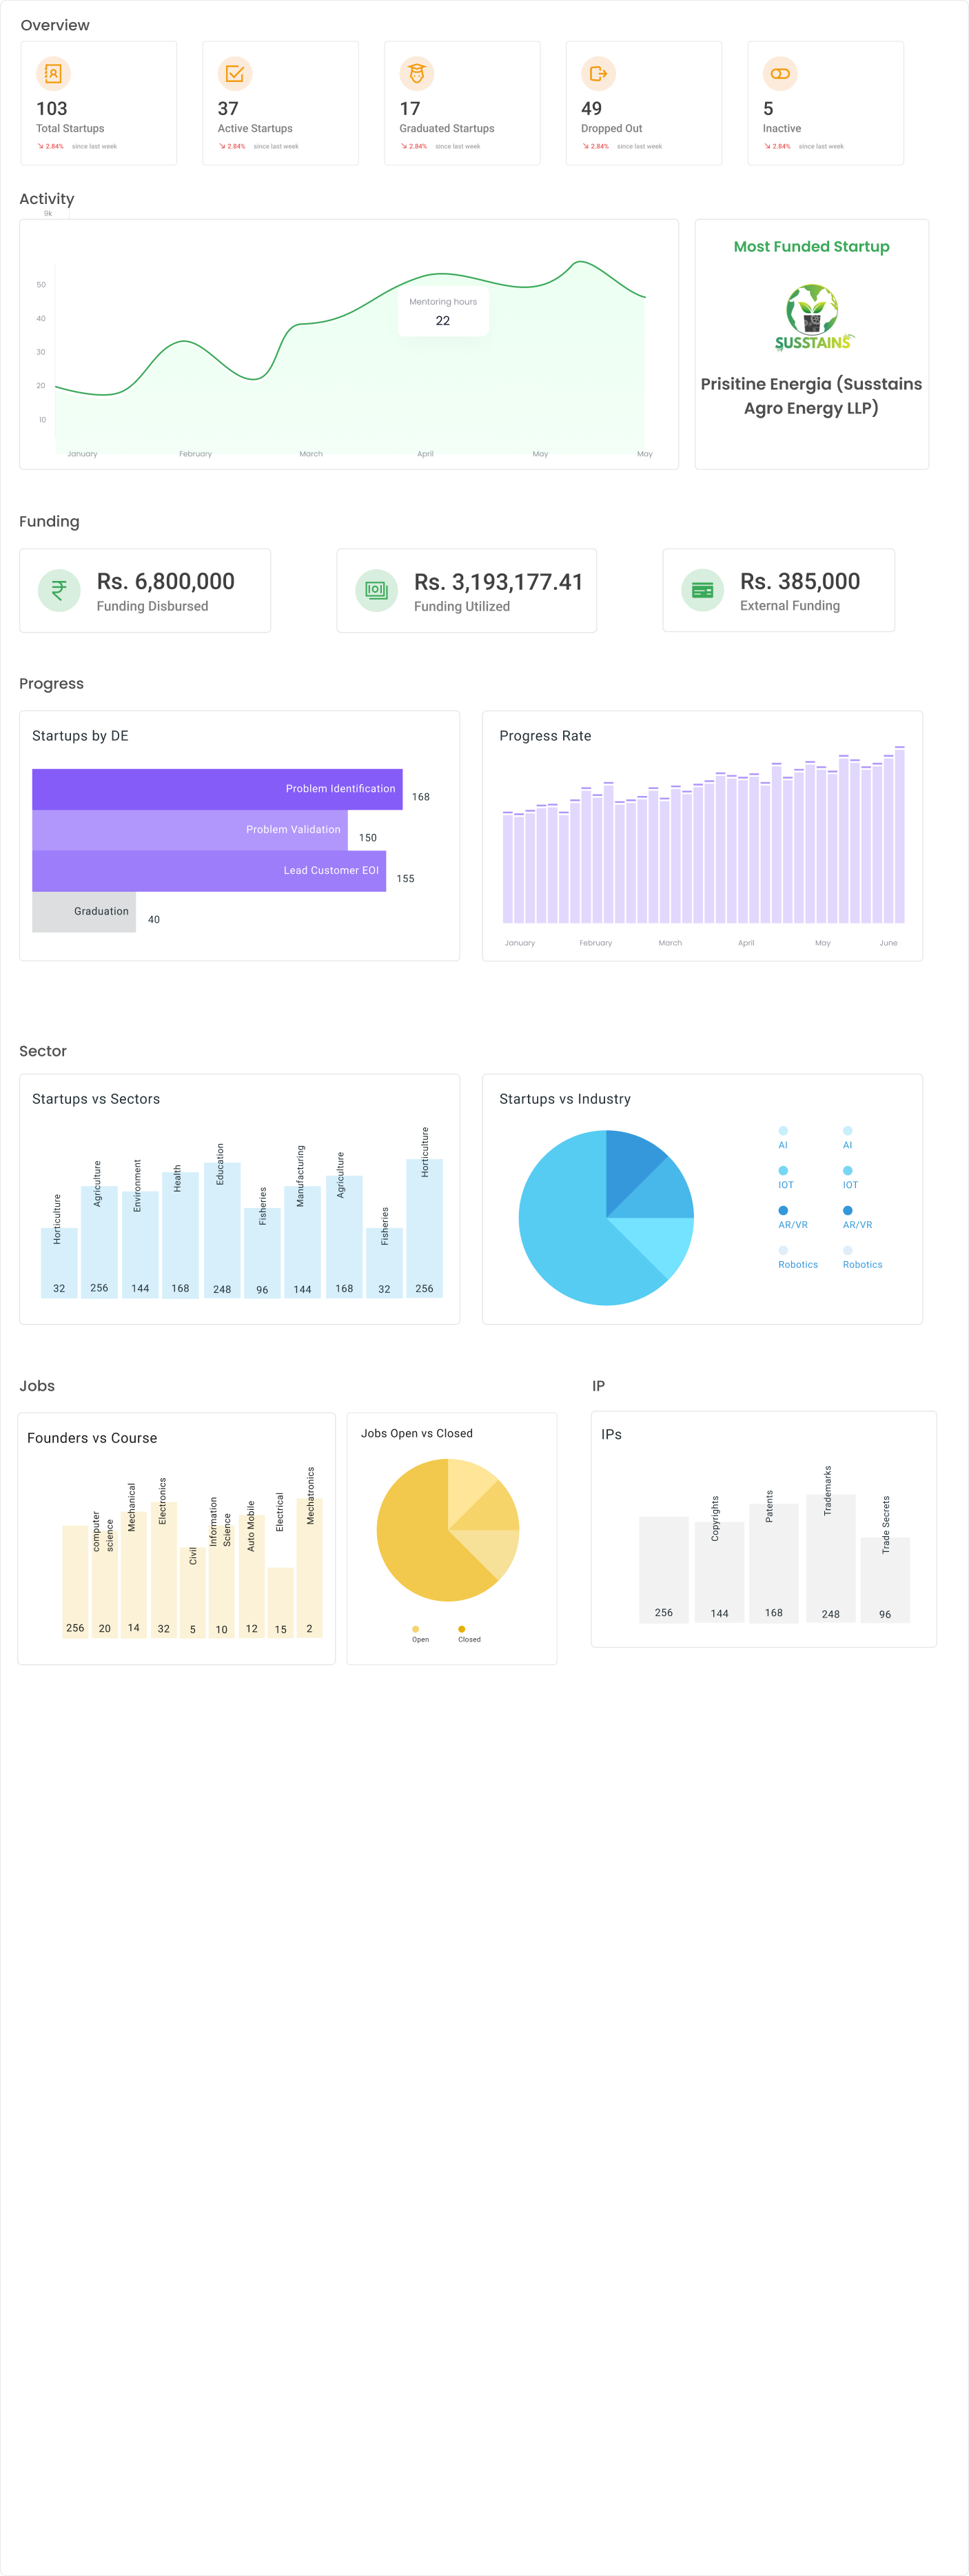 Overview
103
Total Startups
2.84% since last week
37
Active Startups
2.84% since last week
17
Graduated Startups
2.84% since last week
49
Dropped Out
2.84% since last week
5
Inactive
2.84% since last week
Activity
9k
50
40
30
20
10
Mentoring hours
22
January February March April May May
Most Funded Startup
SUSSTAINS
Prisitine Energia (Susstains
Agro Energy LLP)
Funding
Rs. 6,800,000
Funding Disbursed
Rs. 3,193,177.41
Funding Utilized
Rs. 385,000
External Funding
Progress
Startups by DE
Problem Identification 168
Problem Validation 150
Lead Customer EOI 155
Graduation 40
Progress Rate
January February March April May June
Sector
Startups vs Sectors
Horticulture
Agriculture
Environment
Health
Education
Fisheries
Manufacturing
Agriculture
Fisheries
Horticulture
32 256 144 168 248 96 144 168 32 256
Startups vs Industry
AI AI
IOT IOT
AR/VR AR/VR
Robotics Robotics
Jobs
Founders vs Course
computer
science
Mechanical
Electronics
Civil
Information
Science
Auto Mobile
Electrical
Mechatronics
256 20 14 32 5 10 12 15 2
Jobs Open vs Closed
Open Closed
IP
IPs
Copyrights
Patents
Trademarks
Trade Secrets
256 144 168 248 96